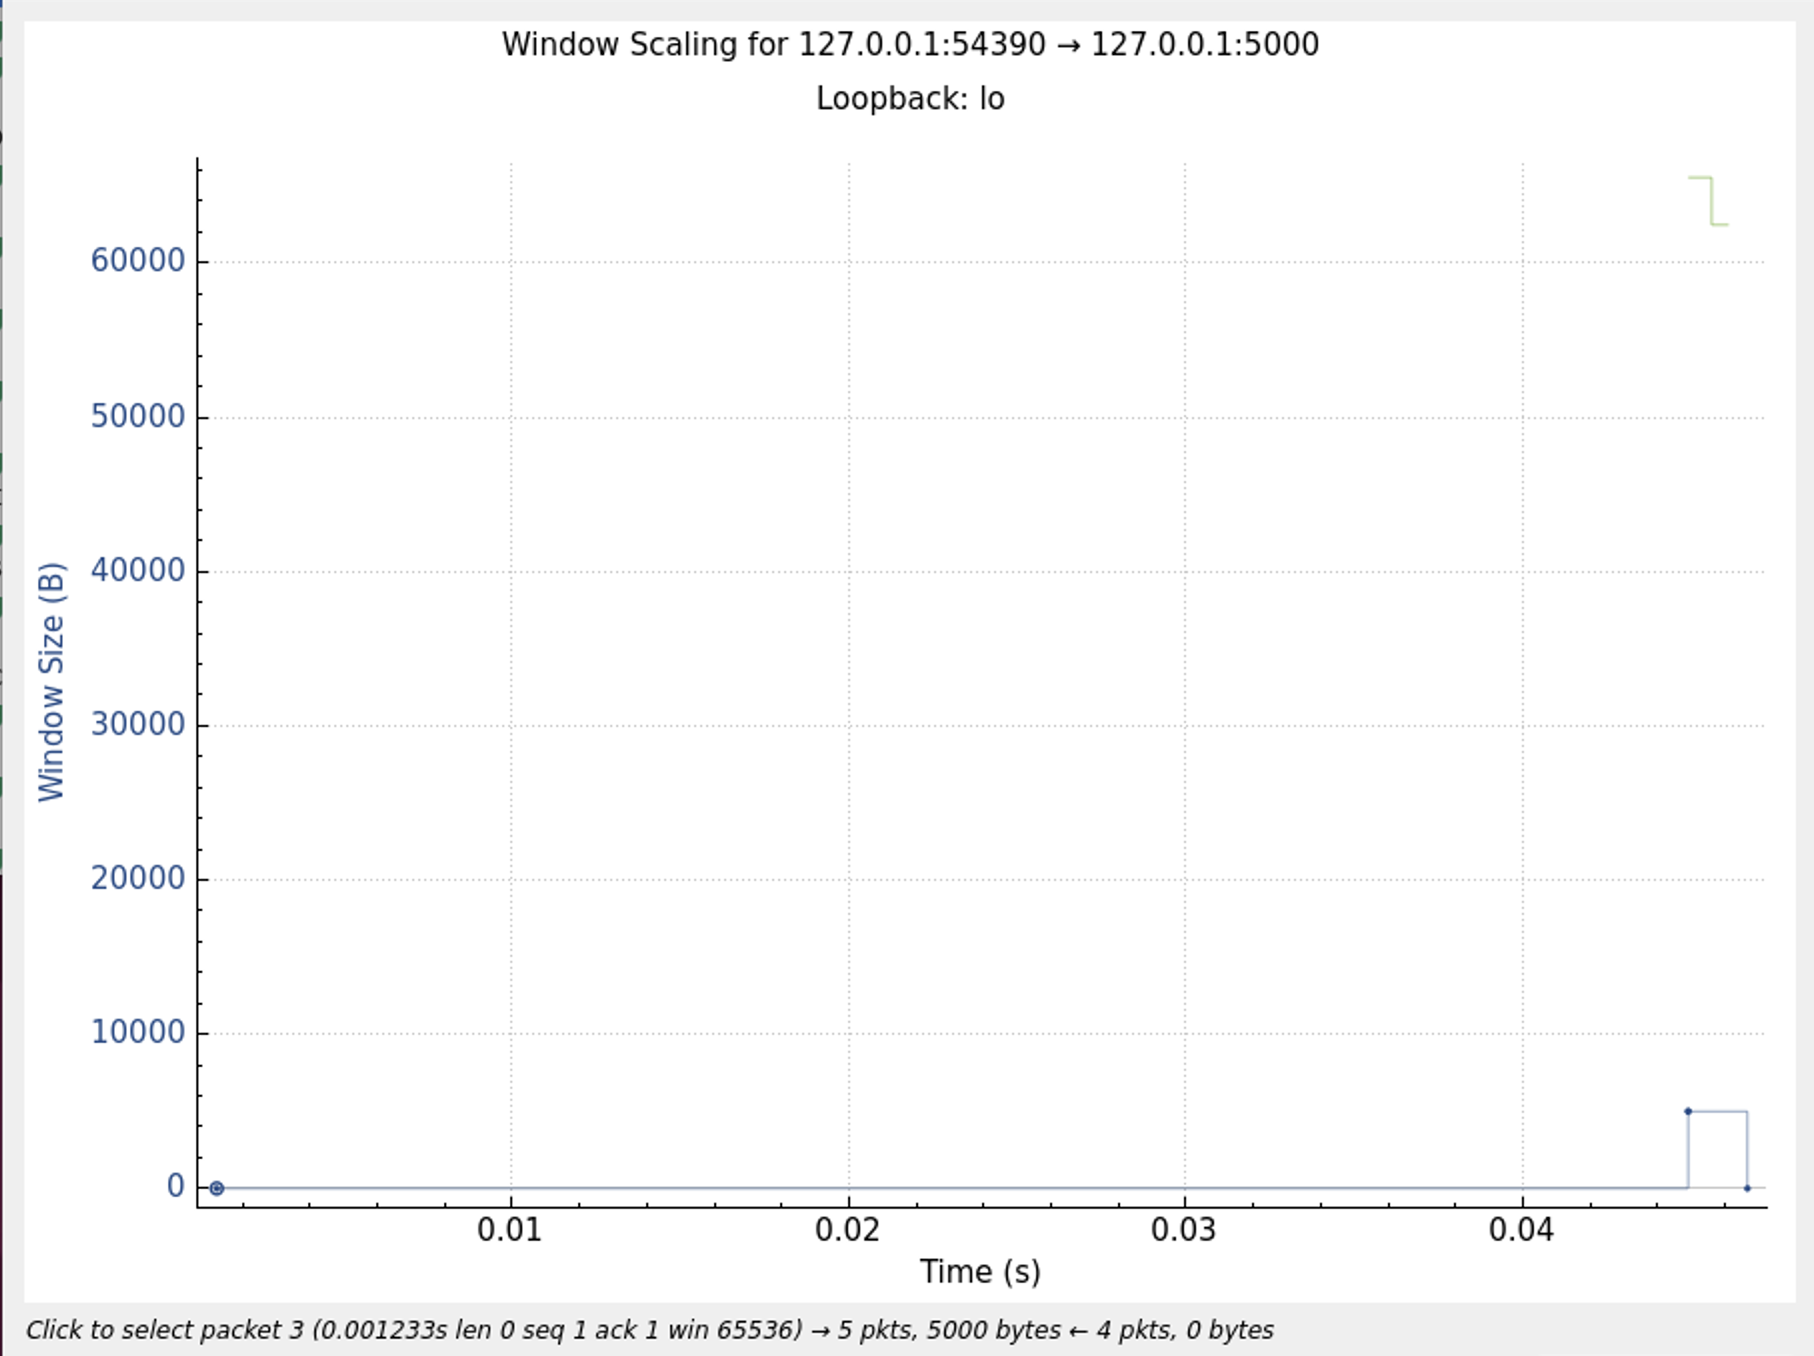 Window Scaling for 127.0.0.1:54390 → 127.0.0.1:5000
Loopback: lo
60000
50000
40000
30000
20000
10000
0
Window Size (B)
0.01 0.02 0.03 0.04
Time (s)
Click to select packet 3 (0.001233s len 0 seq 1 ack 1 win 65536) → 5 pkts, 5000 bytes ← 4 pkts, 0 bytes